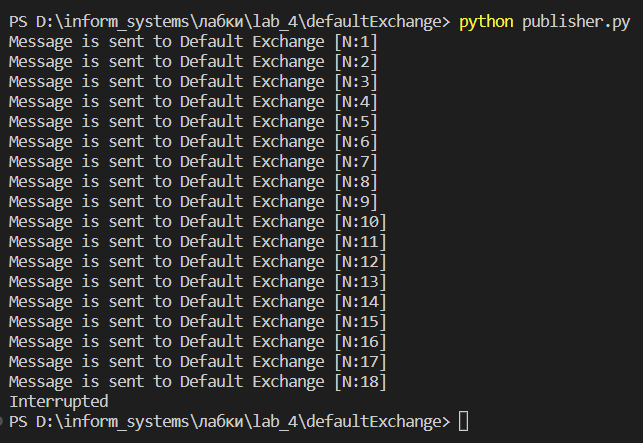 PS D:\inform_systems\лабки\lab_4\defaultExchange> python publisher.py
Message is sent to Default Exchange [N:1]
Message is sent to Default Exchange [N:2]
Message is sent to Default Exchange [N:3]
Message is sent to Default Exchange [N:4]
Message is sent to Default Exchange [N:5]
Message is sent to Default Exchange [N:6]
Message is sent to Default Exchange [N:7]
Message is sent to Default Exchange [N:8]
Message is sent to Default Exchange [N:9]
Message is sent to Default Exchange [N:10]
Message is sent to Default Exchange [N:11]
Message is sent to Default Exchange [N:12]
Message is sent to Default Exchange [N:13]
Message is sent to Default Exchange [N:14]
Message is sent to Default Exchange [N:15]
Message is sent to Default Exchange [N:16]
Message is sent to Default Exchange [N:17]
Message is sent to Default Exchange [N:18]
Interrupted
PS D:\inform_systems\лабки\lab_4\defaultExchange>